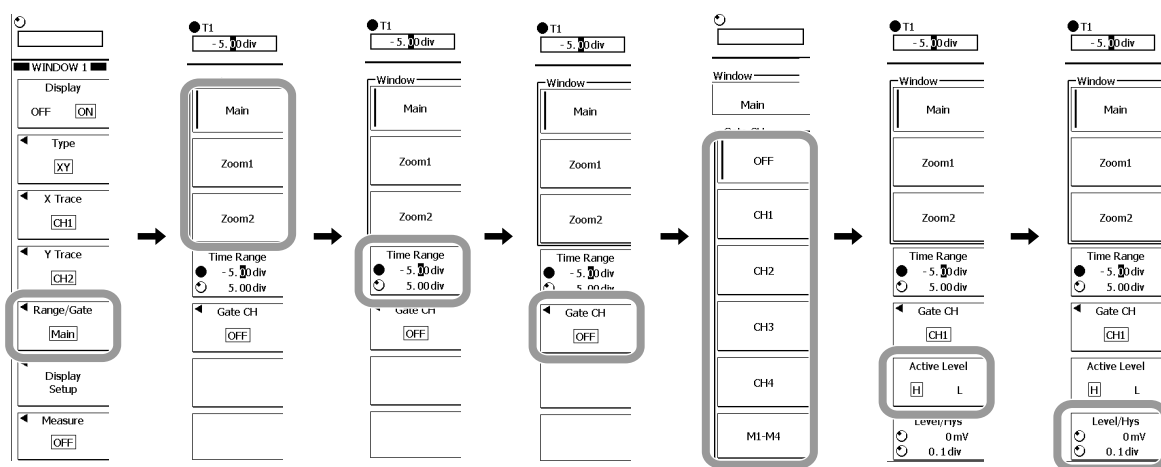 WINDOW 1
Display
OFF ON
Type
XY
X Trace
CH1
Y Trace
CH2
Range/Gate
Main
Display
Setup
Measure
OFF
T1
-5.00div
Main
Zoom1
Zoom2
Time Range
-5.00div
5.00div
Gate CH
OFF
T1
-5.00div
Window
Main
Zoom1
Zoom2
Time Range
-5.00div
5.00div
Gate CH
OFF
T1
-5.00div
Window
Main
Zoom1
Zoom2
Time Range
-5.00div
5.00div
Gate CH
OFF
Window
Main
OFF
CH1
CH2
CH3
CH4
M1-M4
T1
-5.00div
Window
Main
Zoom1
Zoom2
Time Range
-5.00div
5.00div
Gate CH
CH1
Active Level
H L
Level/Hys
0mV
0.1div
T1
-5.00div
Window
Main
Zoom1
Zoom2
Time Range
-5.00div
5.00div
Gate CH
CH1
Active Level
H L
Level/Hys
0mV
0.1div